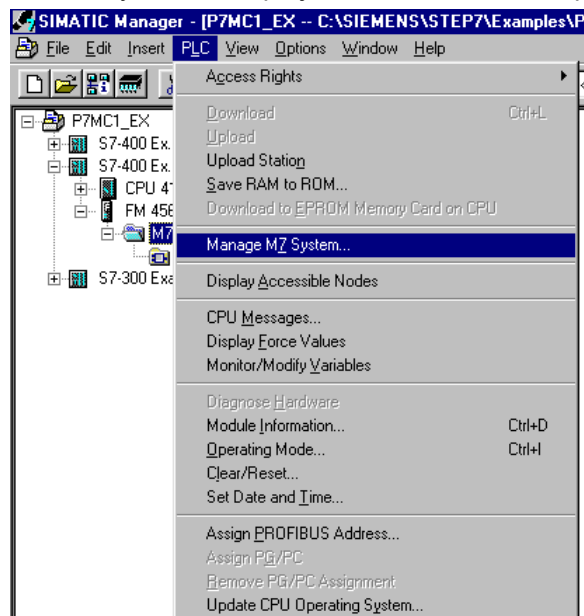 SIMATIC Manager - [P7MC1_EX -- C:\SIEMENS\STEP7\Examples\P
File Edit Insert PLC View Options Window Help
Access Rights
Download Ctrl+L
Upload
Upload Station
Save RAM to ROM...
Download to EPROM Memory Card on CPU
Manage M7 System...
Display Accessible Nodes
CPU Messages...
Display Force Values
Monitor/Modify Variables
Diagnose Hardware
Module Information... Ctrl+D
Operating Mode... Ctrl+I
Clear/Reset...
Set Date and Time...
Assign PROFIBUS Address...
Assign PG/PC
Remove PG/PC Assignment
Update CPU Operating System...
P7MC1_EX
S7-400 Ex.
S7-400 Ex.
CPU 4
FM 456
M7
S7-300 Exa